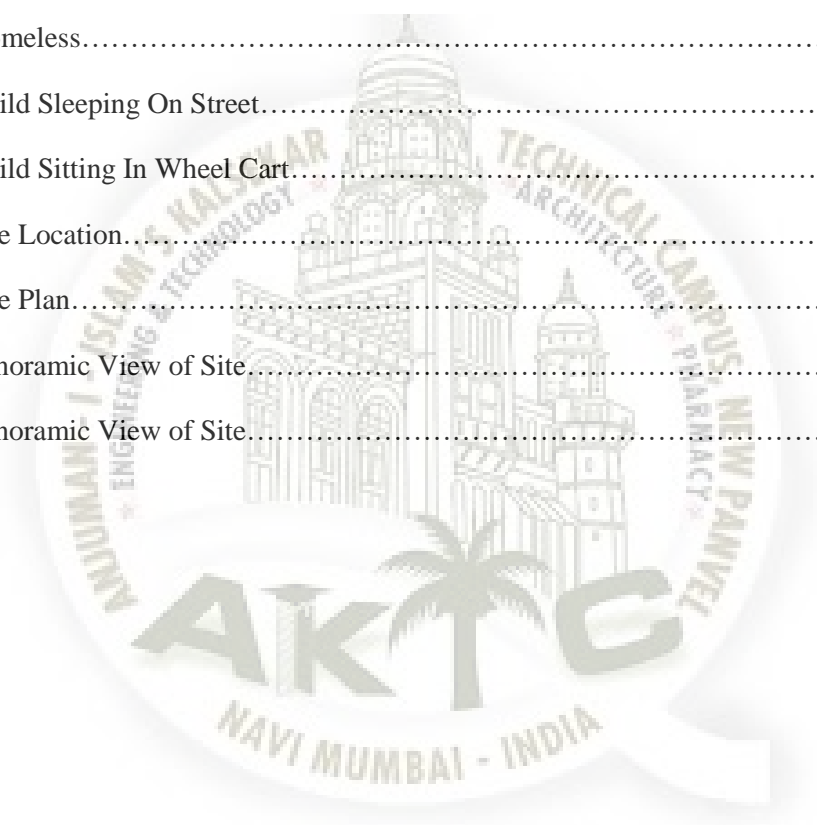 meless……………………………………………………………………
ild Sleeping On Street……………………………………………………
ild Sitting In Wheel Cart…………………………………………………
e Location…………………………………………………………………
e Plan………………………………………………………………………
noramic View of Site………………………………………………………
noramic View of Site………………………………………………………
ANJUMAN - I - ISLAM'S KALSEKAR TECHNICAL CAMPUS, NEW PANVEL
* ENGINEERING & TECHNOLOGY * * ARCHITECTURE * PHARMACY *
AKTC
NAVI MUMBAI - INDIA